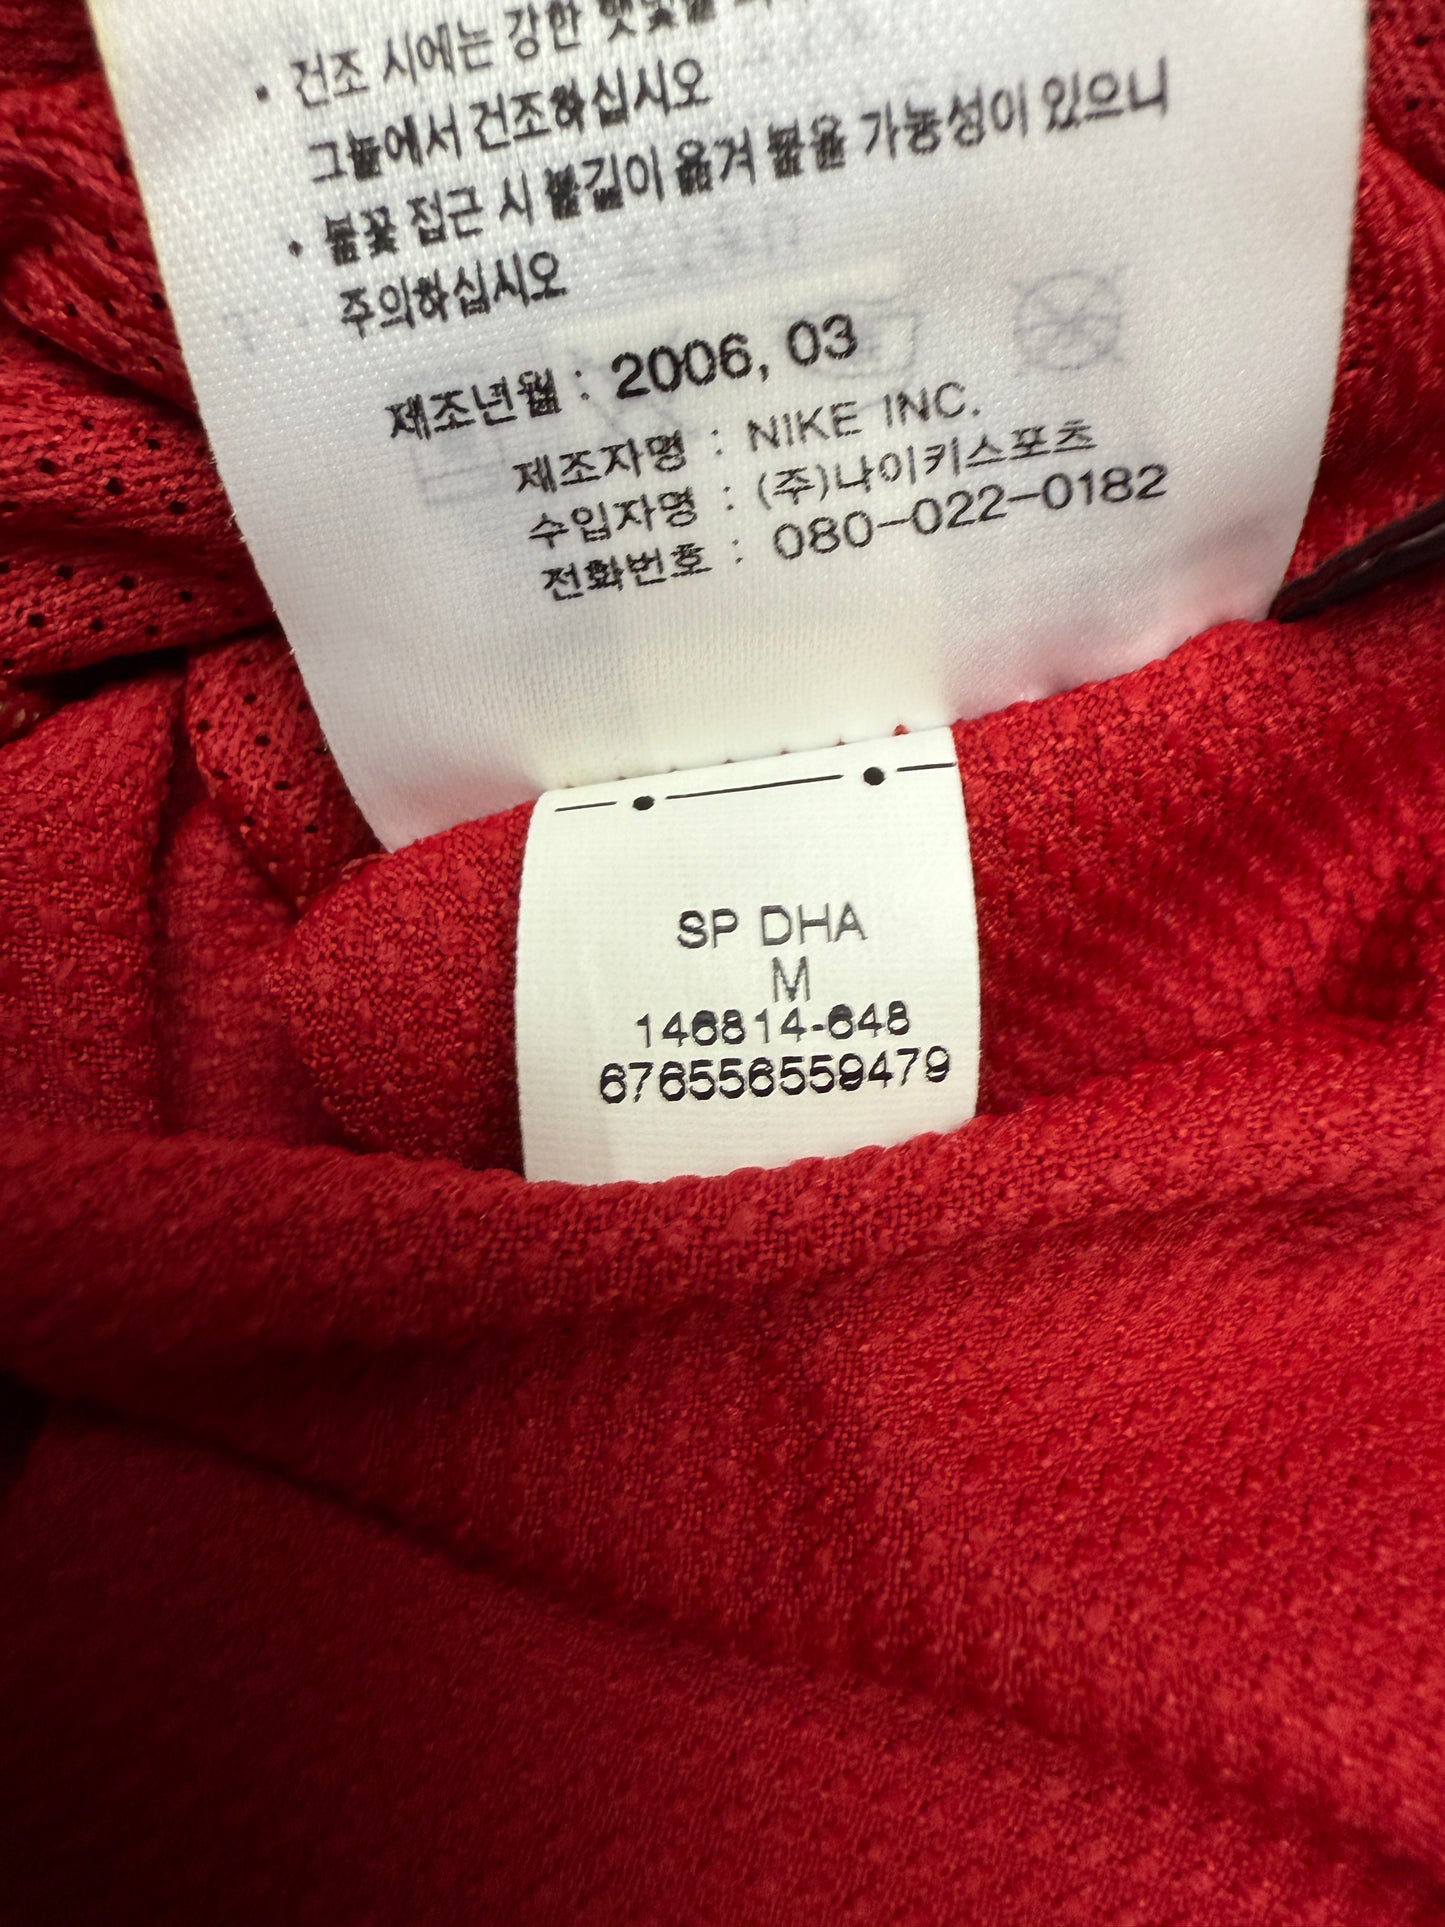 • 건조 시에는 강한 햇빛을
그늘에서 건조하십시오
• 불꽃 접근 시 불길이 옮겨 붙을 가능성이 있으니
주의하십시오
제조년월 : 2006, 03
제조자명 : NIKE INC.
수입자명 : (주)나이키스포츠
전화번호 : 080-022-0182
SP DHA
M
146814-648
676556559479